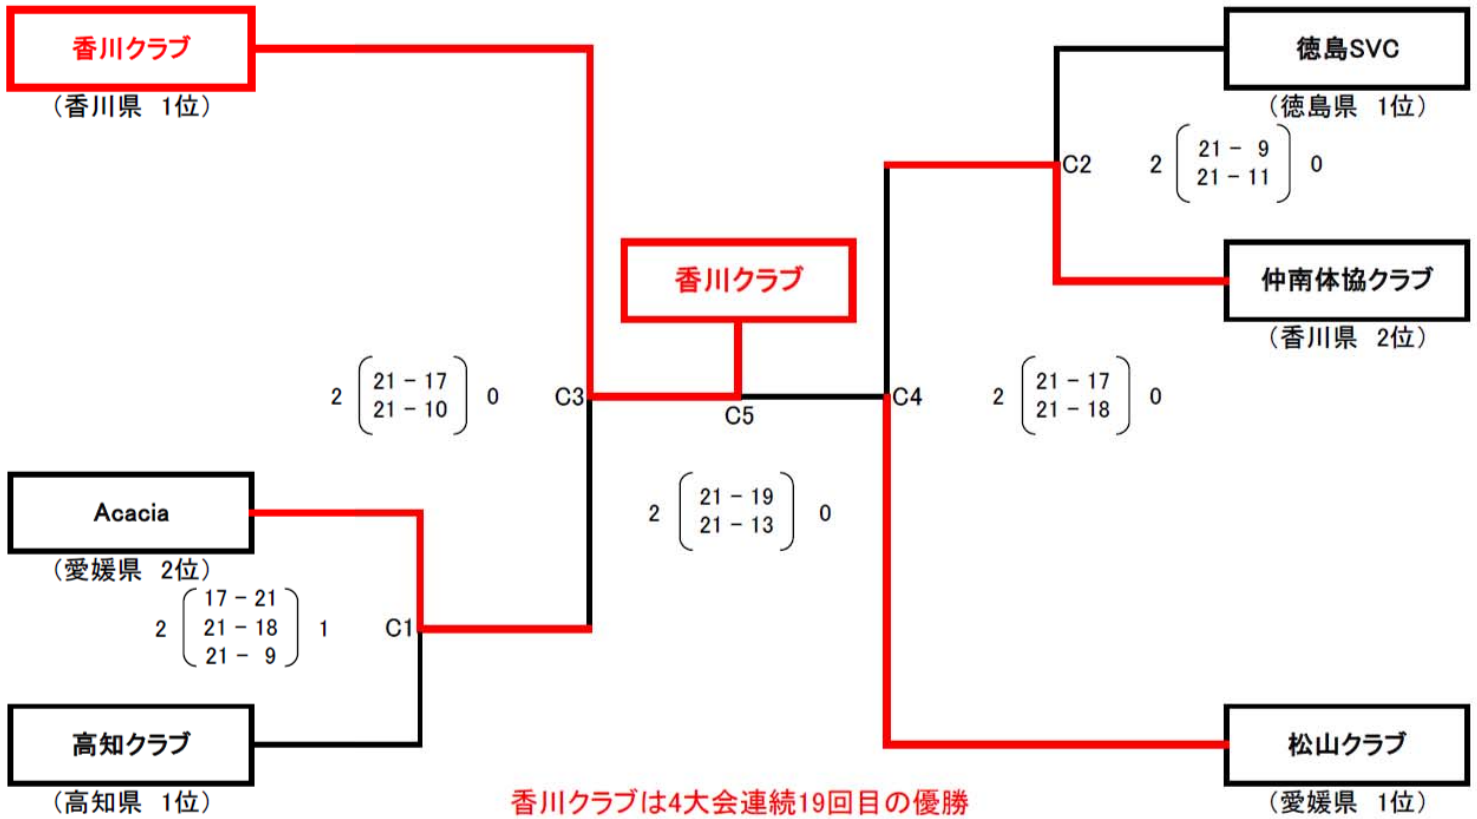 香川クラブ
（香川県 1位）
徳島SVC
（徳島県 1位）
C2
2
21 - 9
21 - 11
0
香川クラブ
仲南体協クラブ
（香川県 2位）
2
21 - 17
21 - 10
0
C3
C5
C4
2
21 - 17
21 - 18
0
Acacia
（愛媛県 2位）
2
21 - 19
21 - 13
0
2
17 - 21
21 - 18
21 - 9
1
C1
高知クラブ
（高知県 1位）
松山クラブ
（愛媛県 1位）
香川クラブは4大会連続19回目の優勝